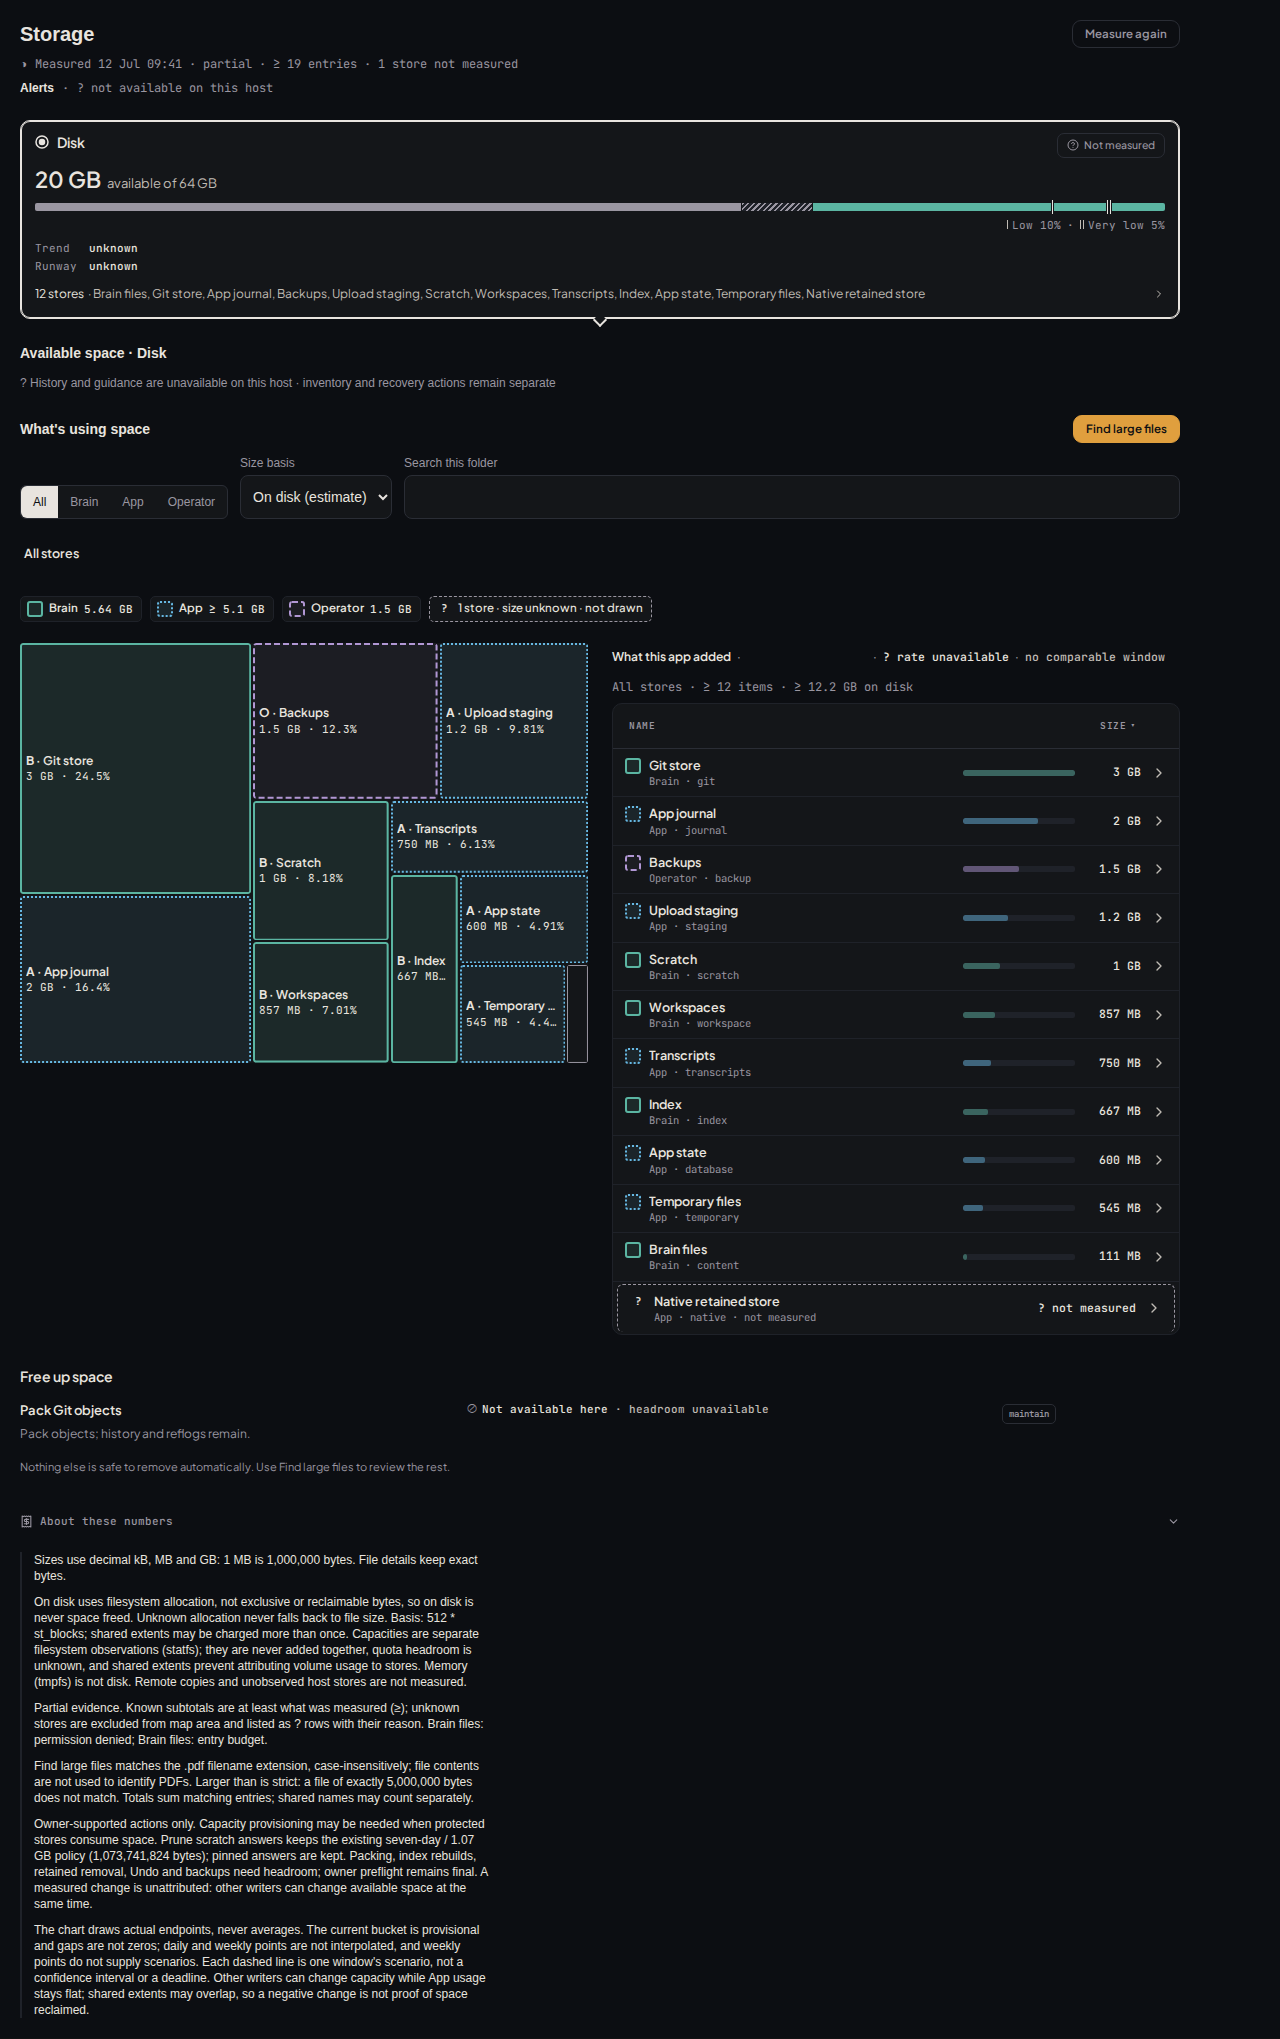 Storage
Measure again
Measured 12 Jul 09:41 · partial · ≥ 19 entries · 1 store not measured
Alerts · ? not available on this host
Disk
Not measured
20 GB available of 64 GB
Low 10% · Very low 5%
Trend unknown
Runway unknown
12 stores · Brain files, Git store, App journal, Backups, Upload staging, Scratch, Workspaces, Transcripts, Index, App state, Temporary files, Native retained store
Available space · Disk
? History and guidance are unavailable on this host · inventory and recovery actions remain separate
What's using space
Find large files
Size basis
Search this folder
All Brain App Operator
On disk (estimate)
All stores
Brain 5.64 GB
App ≥ 5.1 GB
Operator 1.5 GB
? 1 store · size unknown · not drawn
B · Git store
3 GB · 24.5%
O · Backups
1.5 GB · 12.3%
A · Upload staging
1.2 GB · 9.81%
A · Transcripts
750 MB · 6.13%
B · Scratch
1 GB · 8.18%
A · App state
600 MB · 4.91%
B · Index
667 MB…
A · App journal
2 GB · 16.4%
B · Workspaces
857 MB · 7.01%
A · Temporary …
545 MB · 4.4…
What this app added · · ? rate unavailable · no comparable window
All stores · ≥ 12 items · ≥ 12.2 GB on disk
NAME SIZE
Git store
Brain · git
3 GB
App journal
App · journal
2 GB
Backups
Operator · backup
1.5 GB
Upload staging
App · staging
1.2 GB
Scratch
Brain · scratch
1 GB
Workspaces
Brain · workspace
857 MB
Transcripts
App · transcripts
750 MB
Index
Brain · index
667 MB
App state
App · database
600 MB
Temporary files
App · temporary
545 MB
Brain files
Brain · content
111 MB
? Native retained store
App · native · not measured
? not measured
Free up space
Pack Git objects
Not available here · headroom unavailable
maintain
Pack objects; history and reflogs remain.
Nothing else is safe to remove automatically. Use Find large files to review the rest.
About these numbers
Sizes use decimal kB, MB and GB: 1 MB is 1,000,000 bytes. File details keep exact
bytes.
On disk uses filesystem allocation, not exclusive or reclaimable bytes, so on disk is
never space freed. Unknown allocation never falls back to file size. Basis: 512 *
st_blocks; shared extents may be charged more than once. Capacities are separate
filesystem observations (statfs); they are never added together, quota headroom is
unknown, and shared extents prevent attributing volume usage to stores. Memory
(tmpfs) is not disk. Remote copies and unobserved host stores are not measured.
Partial evidence. Known subtotals are at least what was measured (≥); unknown
stores are excluded from map area and listed as ? rows with their reason. Brain files:
permission denied; Brain files: entry budget.
Find large files matches the .pdf filename extension, case-insensitively; file contents
are not used to identify PDFs. Larger than is strict: a file of exactly 5,000,000 bytes
does not match. Totals sum matching entries; shared names may count separately.
Owner-supported actions only. Capacity provisioning may be needed when protected
stores consume space. Prune scratch answers keeps the existing seven-day / 1.07
GB policy (1,073,741,824 bytes); pinned answers are kept. Packing, index rebuilds,
retained removal, Undo and backups need headroom; owner preflight remains final. A
measured change is unattributed: other writers can change available space at the
same time.
The chart draws actual endpoints, never averages. The current bucket is provisional
and gaps are not zeros; daily and weekly points are not interpolated, and weekly
points do not supply scenarios. Each dashed line is one window's scenario, not a
confidence interval or a deadline. Other writers can change capacity while App usage
stays flat; shared extents may overlap, so a negative change is not proof of space
reclaimed.